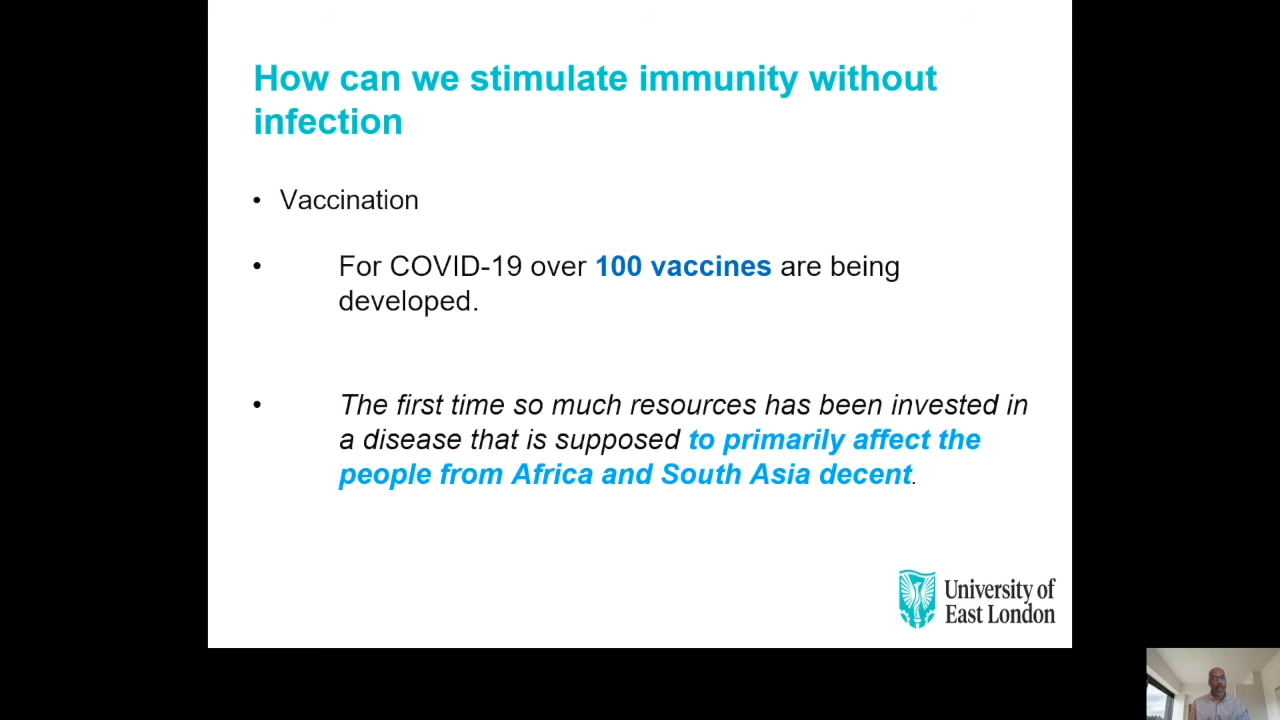 How can we stimulate immunity without
infection
• Vaccination
• For COVID-19 over 100 vaccines are being
developed.
• The first time so much resources has been invested in
a disease that is supposed to primarily affect the
people from Africa and South Asia decent.
University of
East London